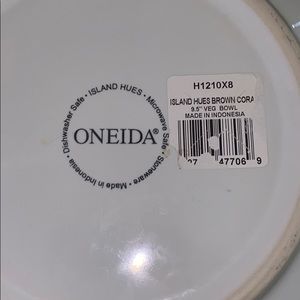 • ISLAND HUES • Microwave Safe • Stoneware • Made in Indonesia • Dishwasher Safe
ONEIDA®
H1210X8
ISLAND HUES BROWN CORA
9.5" VEG BOWL
MADE IN INDONESIA
47706 9